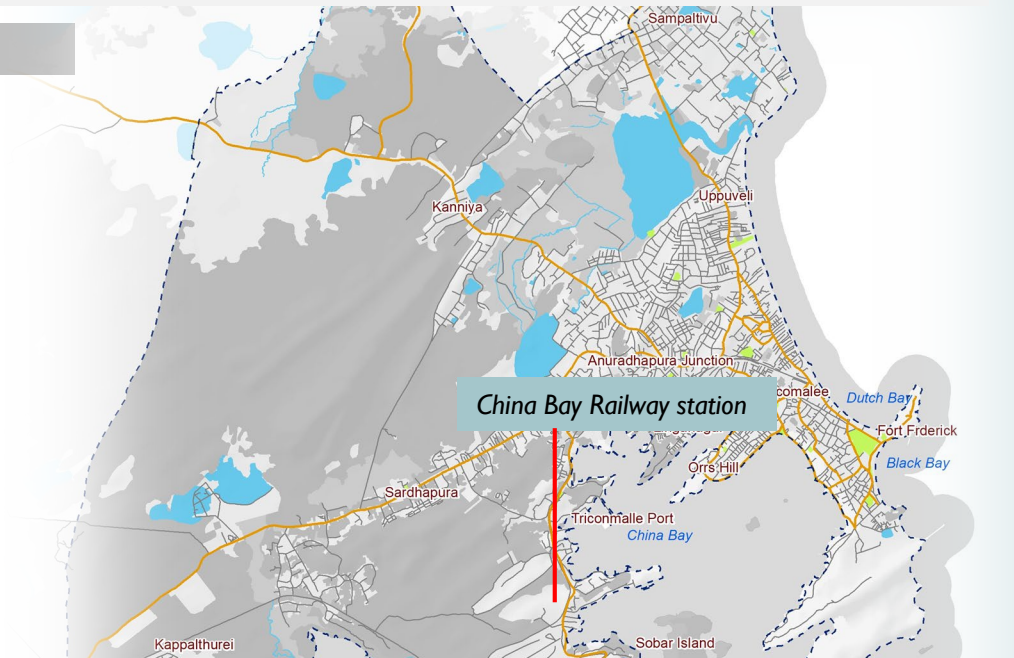 Sampaltivu
Uppuveli
Kanniya
Anuradhapura Junction
China Bay Railway station
comalee
Dutch Bay
Fort Frderick
Black Bay
Orrs Hill
Sardhapura
Triconmalle Port
China Bay
Kappalthurei
Sobar Island